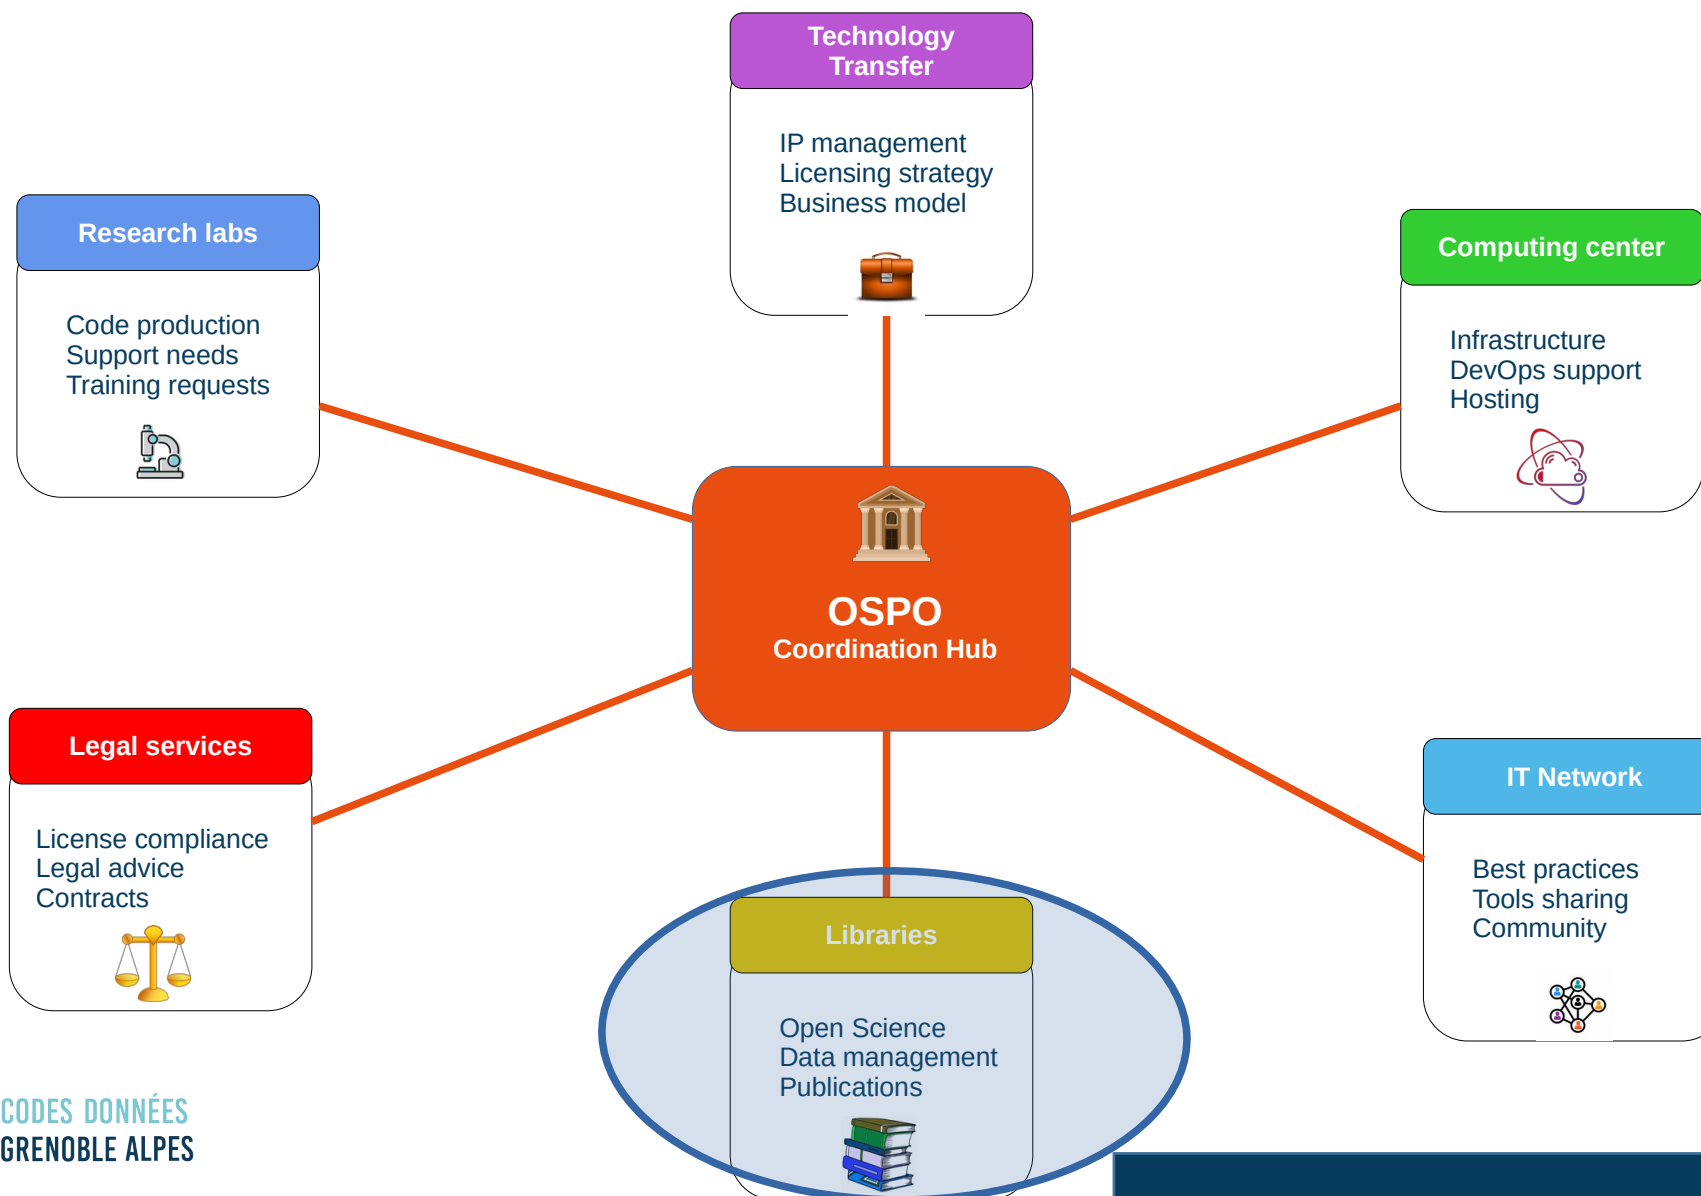 Technology
Transfer
IP management
Licensing strategy
Business model
Research labs
Code production
Support needs
Training requests
Computing center
Infrastructure
DevOps support
Hosting
OSPO
Coordination Hub
Legal services
License compliance
Legal advice
Contracts
IT Network
Best practices
Tools sharing
Community
Libraries
Open Science
Data management
Publications
CODES DONNÉES
GRENOBLE ALPES